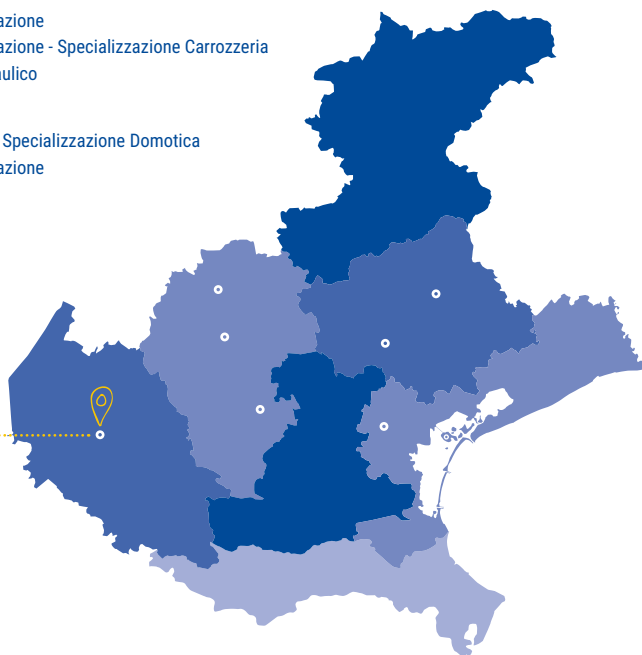 azione
azione - Specializzazione Carrozzeria
aulico
Specializzazione Domotica
azione